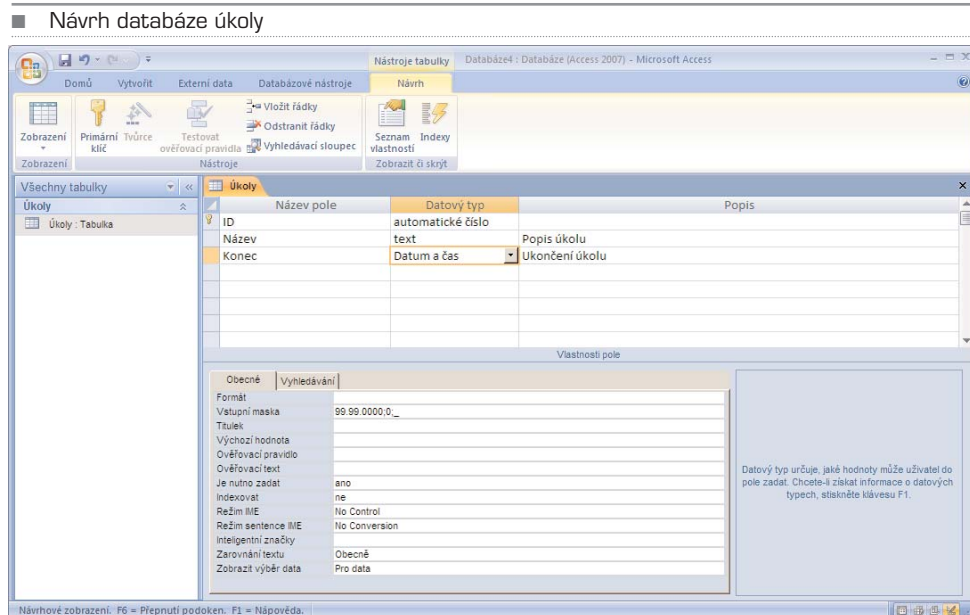 Návrh databáze úkoly
Nástroje tabulky Databáze4 : Databáze (Access 2007) - Microsoft Access
Domů Vytvořit Externí data Databázové nástroje Návrh
Zobrazení
Primární klíč
Tvůrce
Testovat ověřovací pravidla
Vložit řádky
Odstranit řádky
Vyhledávací sloupec
Seznam vlastností
Indexy
Zobrazení Nástroje Zobrazit či skrýt
Všechny tabulky
Úkoly
Úkoly : Tabulka
Úkoly
Název pole Datový typ Popis
ID automatické číslo
Název text Popis úkolu
Konec Datum a čas Ukončení úkolu
Vlastnosti pole
Obecné Vyhledávání
Formát
Vstupní maska 99.99.0000;0;_
Titulek
Výchozí hodnota
Ověřovací pravidlo
Ověřovací text
Je nutno zadat ano
Indexovat ne
Režim IME No Control
Režim sentence IME No Conversion
Inteligentní značky
Zarovnání textu Obecně
Zobrazit výběr data Pro data
Datový typ určuje, jaké hodnoty může uživatel do
pole zadat. Chcete-li získat informace o datových
typech, stiskněte klávesu F1.
Návrhové zobrazení. F6 = Přepnutí podoken. F1 = Nápověda.